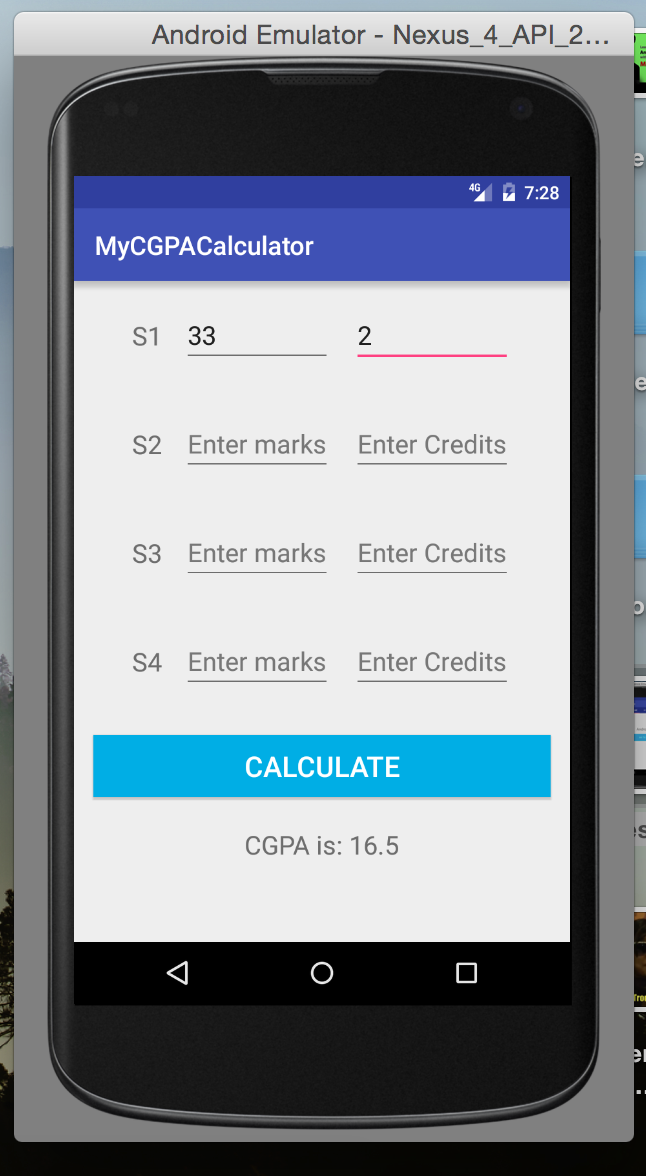 Android Emulator - Nexus_4_API_2...
4G 7:28
MyCGPACalculator
S1 33 2
S2 Enter marks Enter Credits
S3 Enter marks Enter Credits
S4 Enter marks Enter Credits
CALCULATE
CGPA is: 16.5